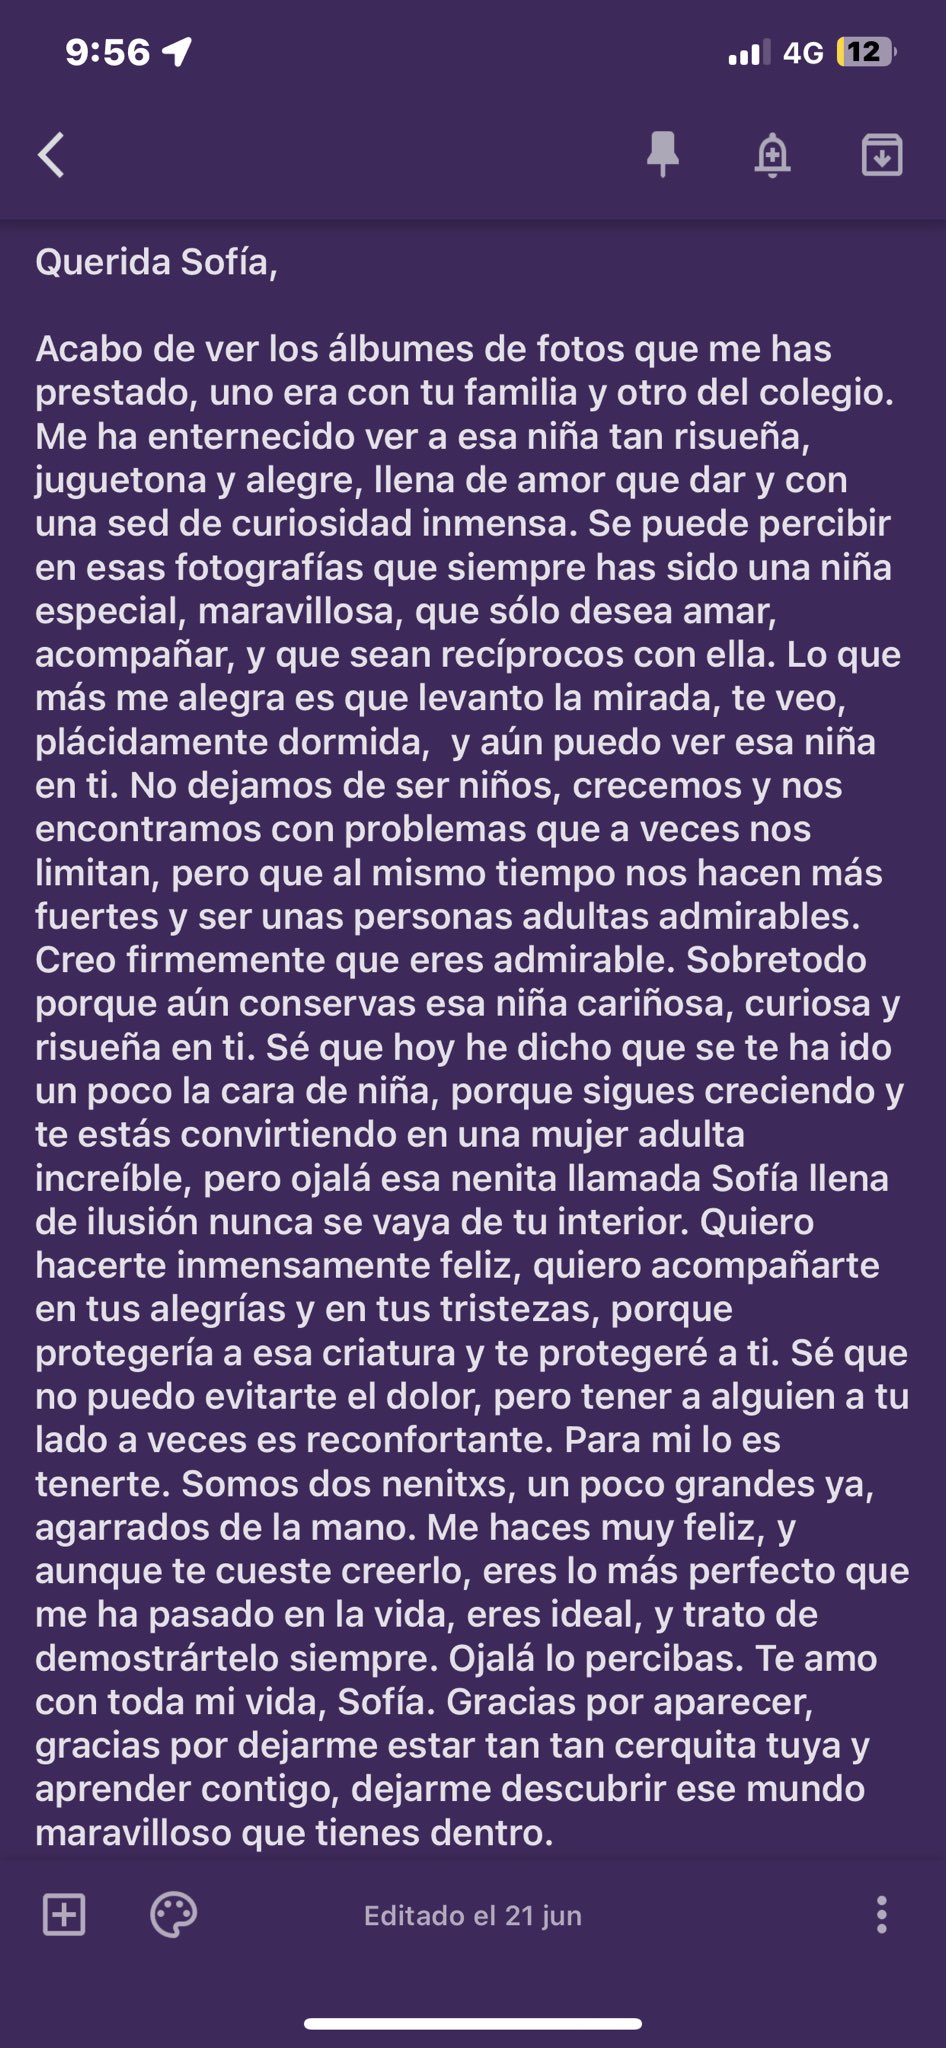 9:56
4G
12
Querida Sofía,
Acabo de ver los álbumes de fotos que me has
prestado, uno era con tu familia y otro del colegio.
Me ha enternecido ver a esa niña tan risueña,
juguetona y alegre, llena de amor que dar y con
una sed de curiosidad inmensa. Se puede percibir
en esas fotografías que siempre has sido una niña
especial, maravillosa, que sólo desea amar,
acompañar, y que sean recíprocos con ella. Lo que
más me alegra es que levanto la mirada, te veo,
plácidamente dormida,  y aún puedo ver esa niña
en ti. No dejamos de ser niños, crecemos y nos
encontramos con problemas que a veces nos
limitan, pero que al mismo tiempo nos hacen más
fuertes y ser unas personas adultas admirables.
Creo firmemente que eres admirable. Sobretodo
porque aún conservas esa niña cariñosa, curiosa y
risueña en ti. Sé que hoy he dicho que se te ha ido
un poco la cara de niña, porque sigues creciendo y
te estás convirtiendo en una mujer adulta
increíble, pero ojalá esa nenita llamada Sofía llena
de ilusión nunca se vaya de tu interior. Quiero
hacerte inmensamente feliz, quiero acompañarte
en tus alegrías y en tus tristezas, porque
protegería a esa criatura y te protegeré a ti. Sé que
no puedo evitarte el dolor, pero tener a alguien a tu
lado a veces es reconfortante. Para mi lo es
tenerte. Somos dos nenitxs, un poco grandes ya,
agarrados de la mano. Me haces muy feliz, y
aunque te cueste creerlo, eres lo más perfecto que
me ha pasado en la vida, eres ideal, y trato de
demostrártelo siempre. Ojalá lo percibas. Te amo
con toda mi vida, Sofía. Gracias por aparecer,
gracias por dejarme estar tan tan cerquita tuya y
aprender contigo, dejarme descubrir ese mundo
maravilloso que tienes dentro.
Editado el 21 jun